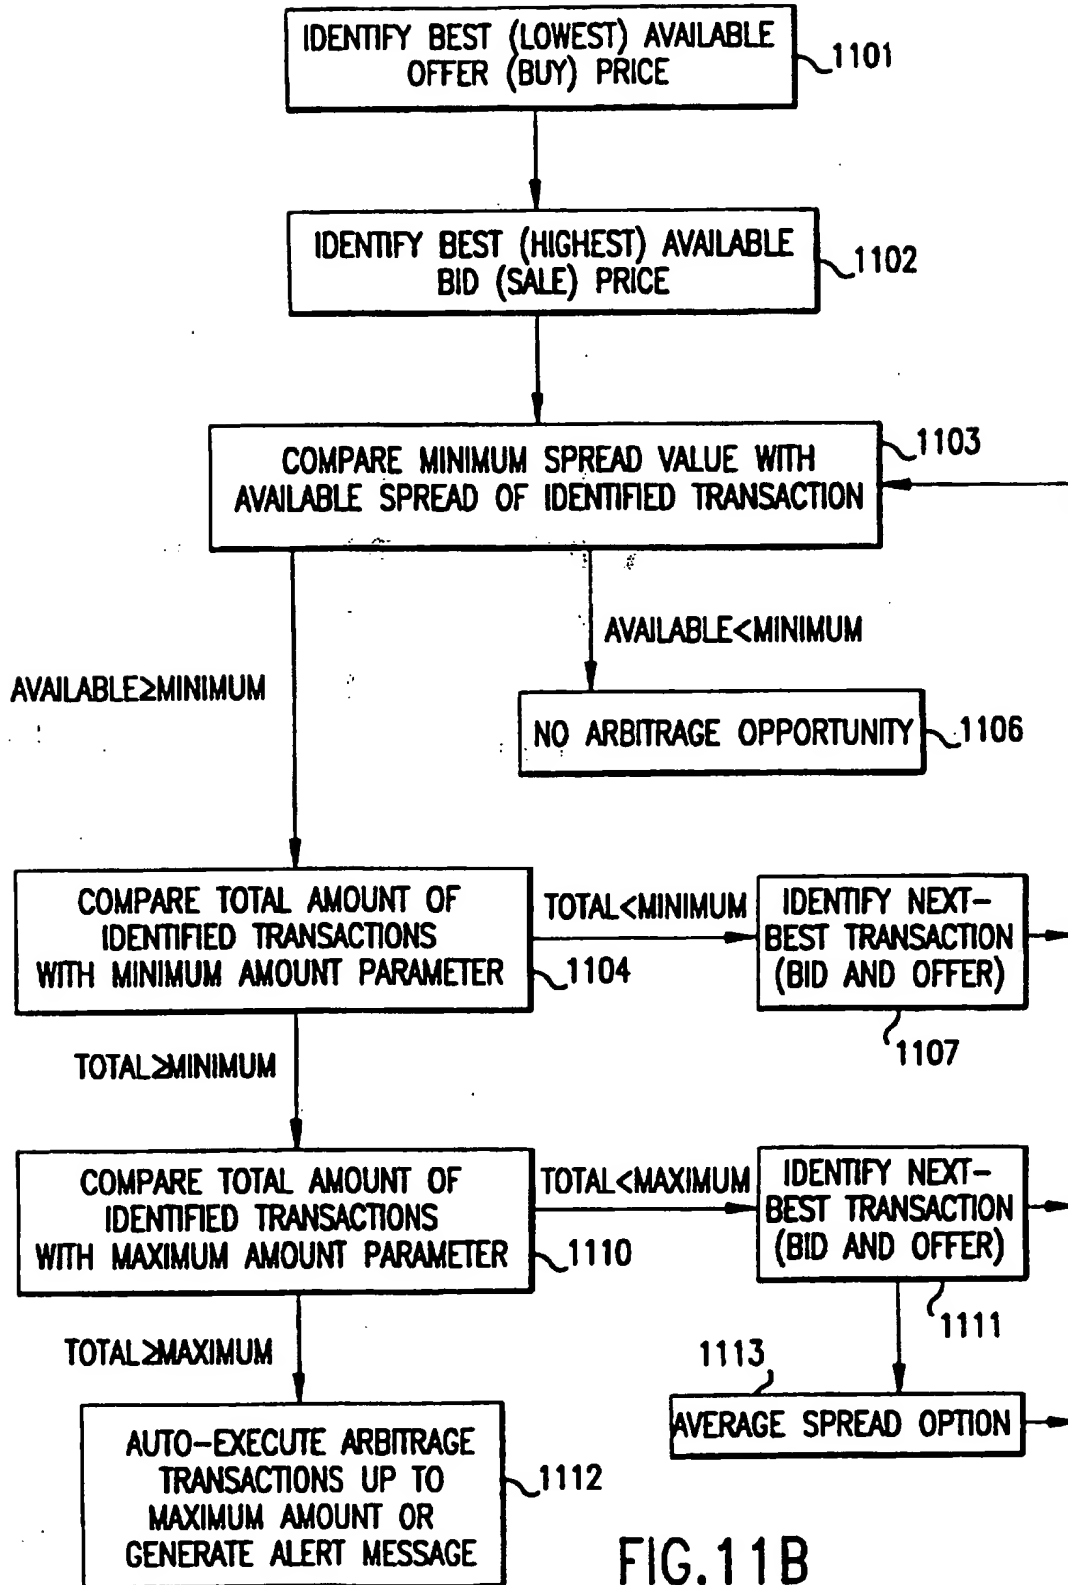 IDENTIFY BEST (LOWEST) AVAILABLE
OFFER (BUY) PRICE
1101
IDENTIFY BEST (HIGHEST) AVAILABLE
BID (SALE) PRICE
1102
COMPARE MINIMUM SPREAD VALUE WITH
AVAILABLE SPREAD OF IDENTIFIED TRANSACTION
1103
AVAILABLE<MINIMUM
AVAILABLE≥MINIMUM
NO ARBITRAGE OPPORTUNITY
1106
COMPARE TOTAL AMOUNT OF
IDENTIFIED TRANSACTIONS
WITH MINIMUM AMOUNT PARAMETER
1104
TOTAL<MINIMUM
IDENTIFY NEXT-
BEST TRANSACTION
(BID AND OFFER)
1107
TOTAL≥MINIMUM
COMPARE TOTAL AMOUNT OF
IDENTIFIED TRANSACTIONS
WITH MAXIMUM AMOUNT PARAMETER
1110
TOTAL<MAXIMUM
IDENTIFY NEXT-
BEST TRANSACTION
(BID AND OFFER)
1111
TOTAL≥MAXIMUM
1113
AVERAGE SPREAD OPTION
AUTO-EXECUTE ARBITRAGE
TRANSACTIONS UP TO
MAXIMUM AMOUNT OR
GENERATE ALERT MESSAGE
1112
FIG.11B